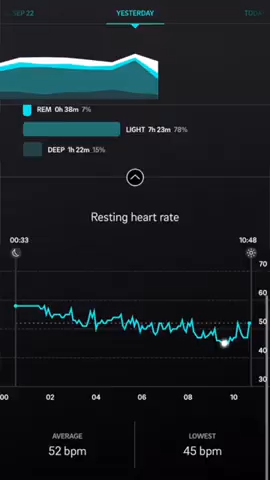 SEP 22 YESTERDAY TODAY
REM 0h 38m 7%
LIGHT 7h 23m 78%
DEEP 1h 22m 15%
Resting heart rate
00:33 10:48
70
60
50
40
30
00 02 04 06 08 10
AVERAGE LOWEST
52 bpm 45 bpm